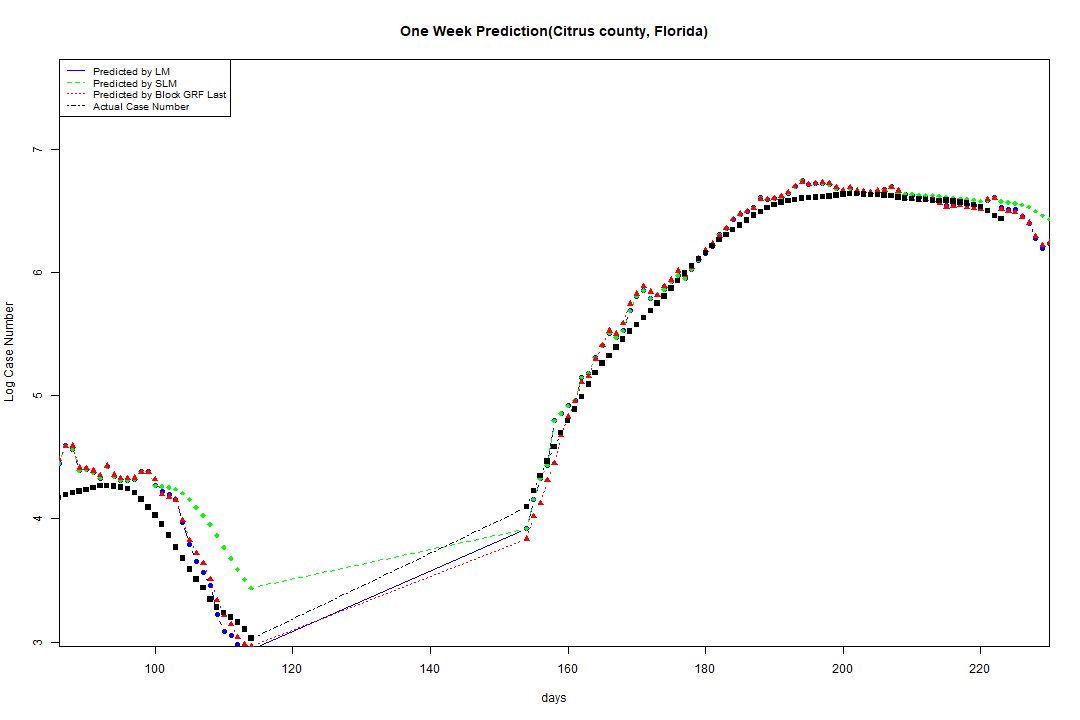 One Week Prediction(Citrus county, Florida)
Predicted by LM
Predicted by SLM
Predicted by Block GRF Last
Actual Case Number
7
6
5
4
3
Log Case Number
100 120 140 160 180 200 220
days